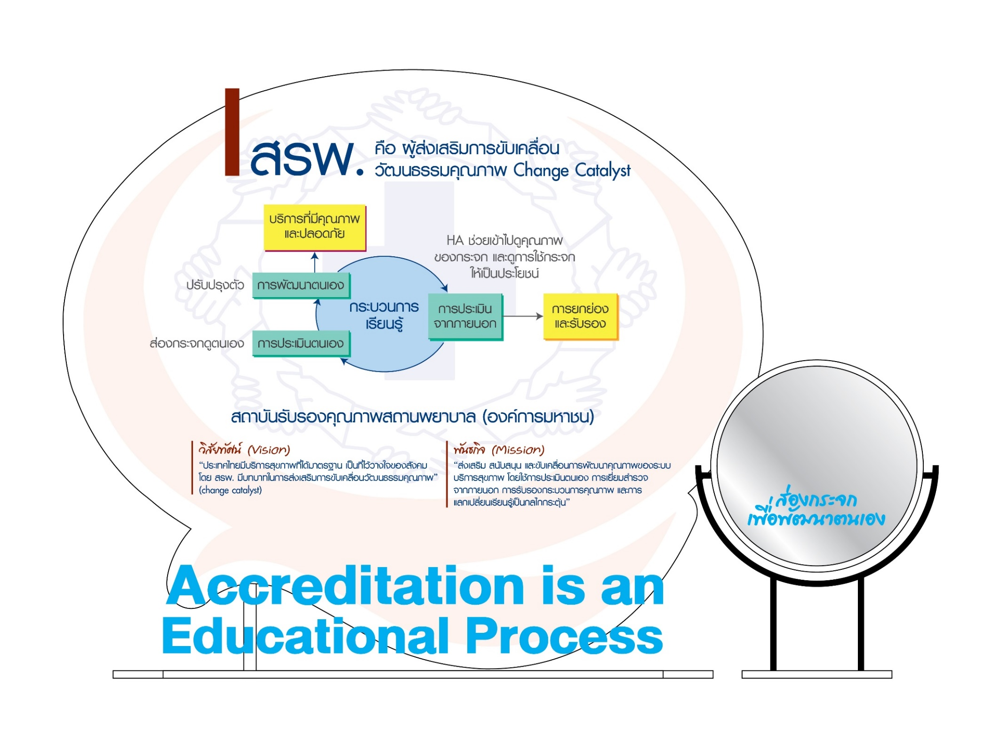 สรพ.
คือ ผู้ส่งเสริมการขับเคลื่อน
วัฒนธรรมคุณภาพ Change Catalyst
บริการที่มีคุณภาพ
และปลอดภัย
HA ช่วยเข้าไปดูคุณภาพ
ของกระจก และดูการใช้กระจก
ให้เป็นประโยชน์
ปรับปรุงตัว
การพัฒนาตนเอง
กระบวนการ
เรียนรู้
การประเมิน
จากภายนอก
การยกย่อง
และรับรอง
ส่องกระจกดูตนเอง
การประเมินตนเอง
สถาบันรับรองคุณภาพสถานพยาบาล (องค์การมหาชน)
วิสัยทัศน์ (Vision)
“ประเทศไทยมีบริการสุขภาพที่ได้มาตรฐาน เป็นที่ไว้วางใจของสังคม
โดย สรพ. มีบทบาทในการส่งเสริมการขับเคลื่อนวัฒนธรรมคุณภาพ”
(change catalyst)
พันธกิจ (Mission)
“ส่งเสริม สนับสนุน และขับเคลื่อนการพัฒนาคุณภาพของระบบ
บริการสุขภาพ โดยใช้การประเมินตนเอง การเยี่ยมสำรวจ
จากภายนอก การรับรองกระบวนการคุณภาพ และการ
แลกเปลี่ยนเรียนรู้เป็นกลไกกระตุ้น”
ส่องกระจก
เพื่อพัฒนาตนเอง
Accreditation is an
Educational Process